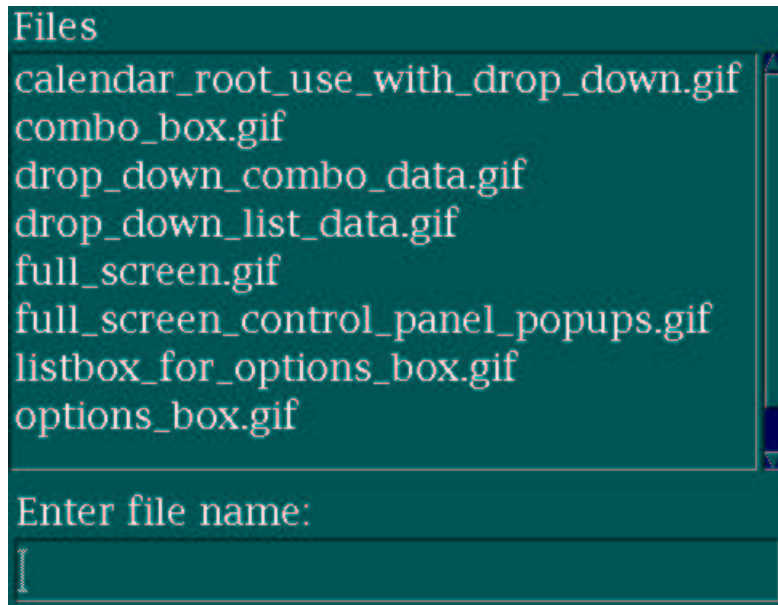 Files
calendar_root_use_with_drop_down.gif
combo_box.gif
drop_down_combo_data.gif
drop_down_list_data.gif
full_screen.gif
full_screen_control_panel_popups.gif
listbox_for_options_box.gif
options_box.gif
Enter file name: